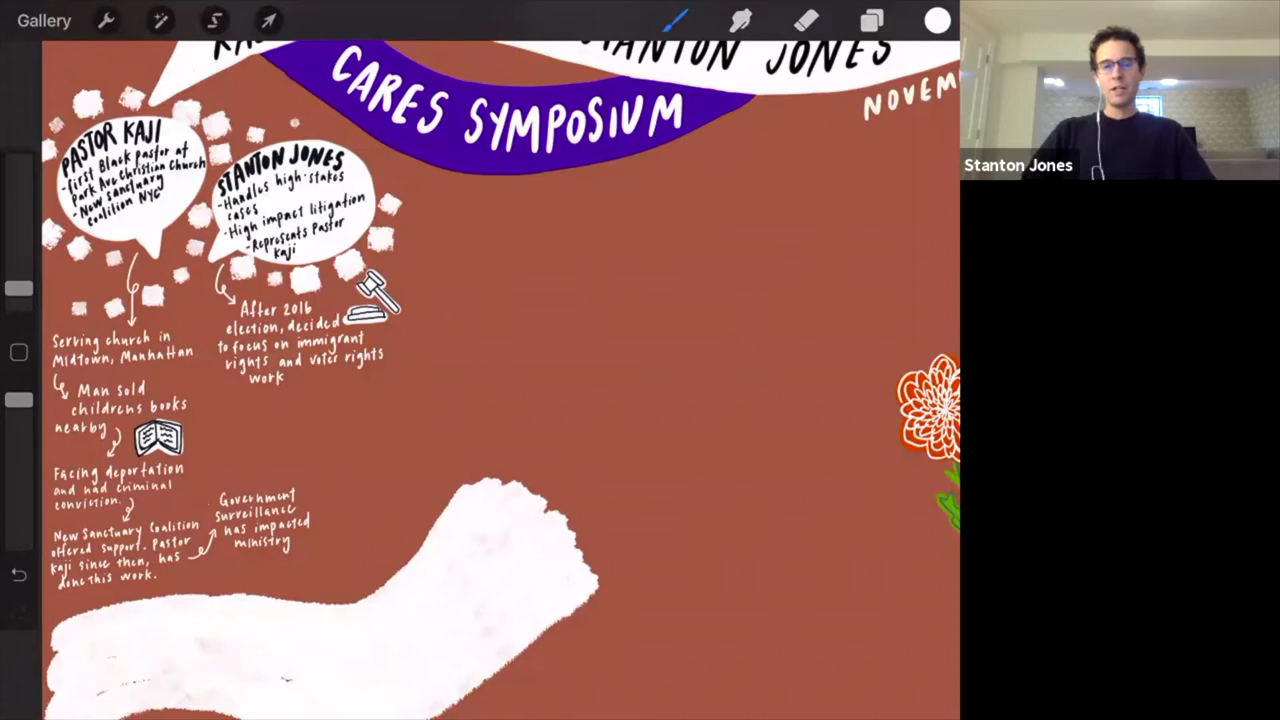 Gallery
STANTON JONES
NOVEM
CARES SYMPOSIUM
Stanton Jones
PASTOR KAJI
-First Black Pastor at
Park Ave Christian Church
-New Sanctuary
Coalition NYC
STANTON JONES
-Handles high-stakes
cases
-High impact litigation
-Represents Pastor
Kaji
After 2016
election, decided
to focus on immigrant
rights and voter rights
work
Serving church in
Midtown, Manhattan
Man sold
childrens books
nearby
Facing deportation
and had criminal
conviction.
New Sanctuary Coalition
offered support. Pastor
Kaji since then, has
done this work.
Government
surveillance
has impacted
ministry